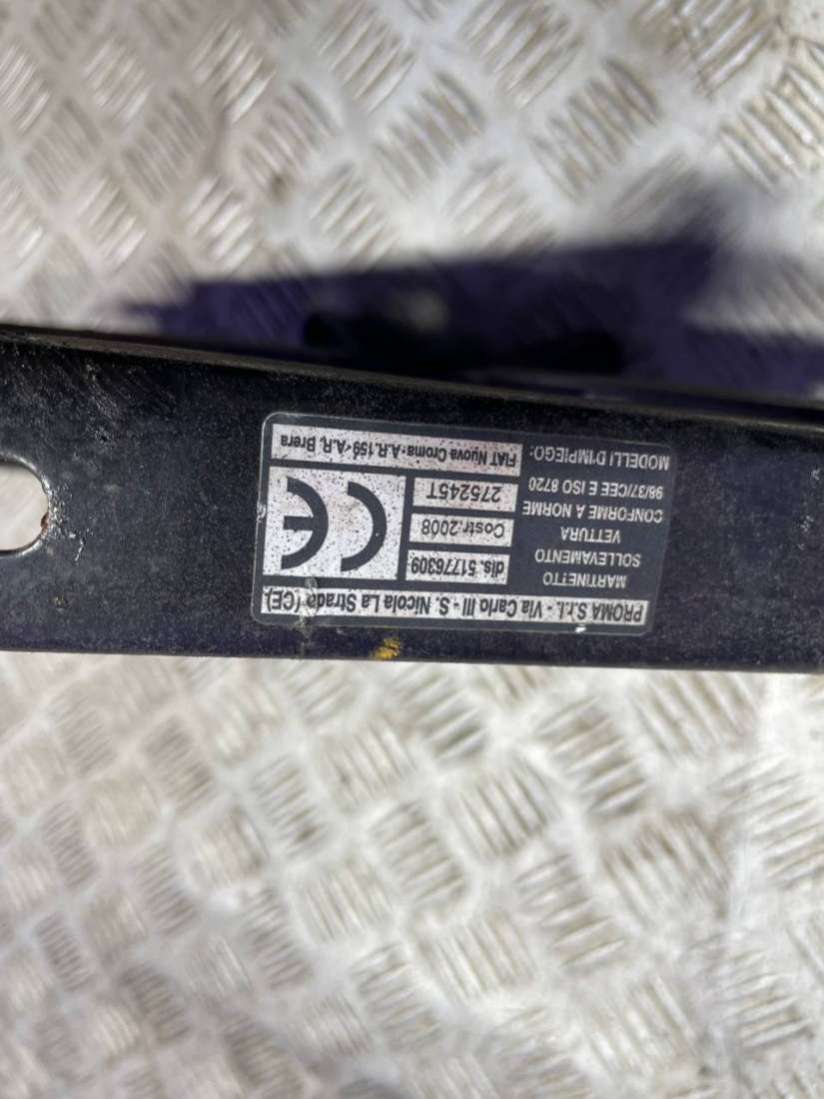 PROMA S.r.l. - Via Carlo III - S. Nicola La Strada (CE)
MARTINETTO
SOLLEVAMENTO
VETTURA
CONFORME A NORME
98/37/CEE E ISO 8720
MODELLI D'IMPIEGO:
dis. 51776309
Costr. 2008
275245T
CE
FIAT Nuova Croma - A.R. 159 - A.R. Brera